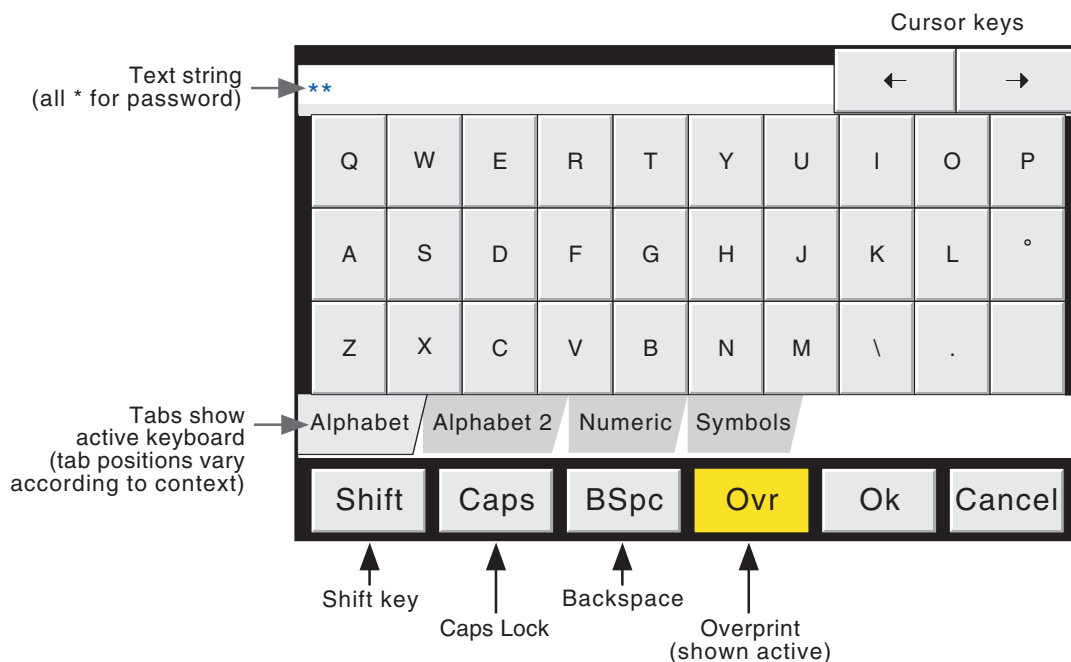 Cursor keys
Text string
(all * for password)
**
← →
Q W E R T Y U I O P
A S D F G H J K L °
Z X C V B N M \ .
Tabs show
active keyboard
(tab positions vary
according to context)
Alphabet Alphabet 2 Numeric Symbols
Shift Caps BSpc Ovr Ok Cancel
Shift key
Caps Lock
Backspace
Overprint
(shown active)